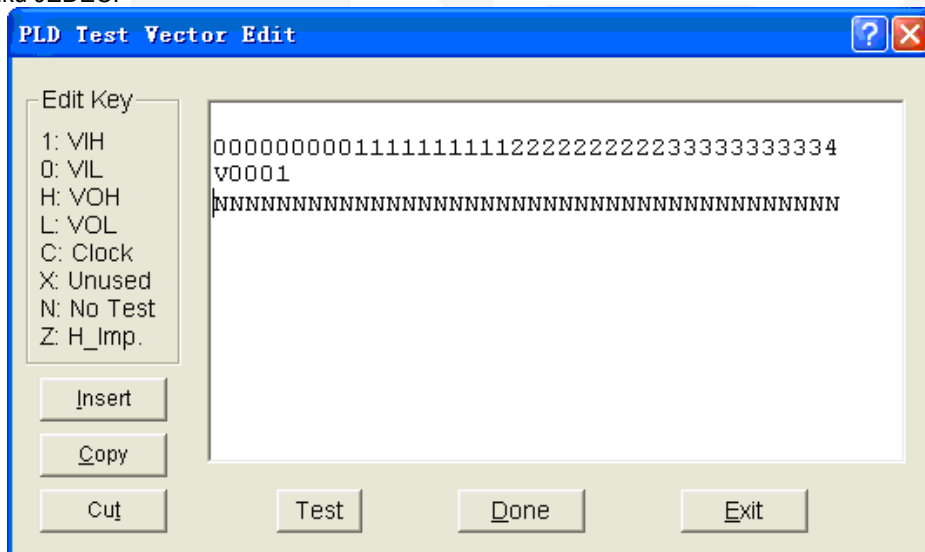 JEDEC.
PLD Test Vector Edit
Edit Key
1: VIH
0: VIL
H: VOH
L: VOL
C: Clock
X: Unused
N: No Test
Z: H_Imp.
0000000001111111111222222222233333333334
V0001
NNNNNNNNNNNNNNNNNNNNNNNNNNNNNNNNNNNNNNNN
Insert
Copy
Cut
Test
Done
Exit